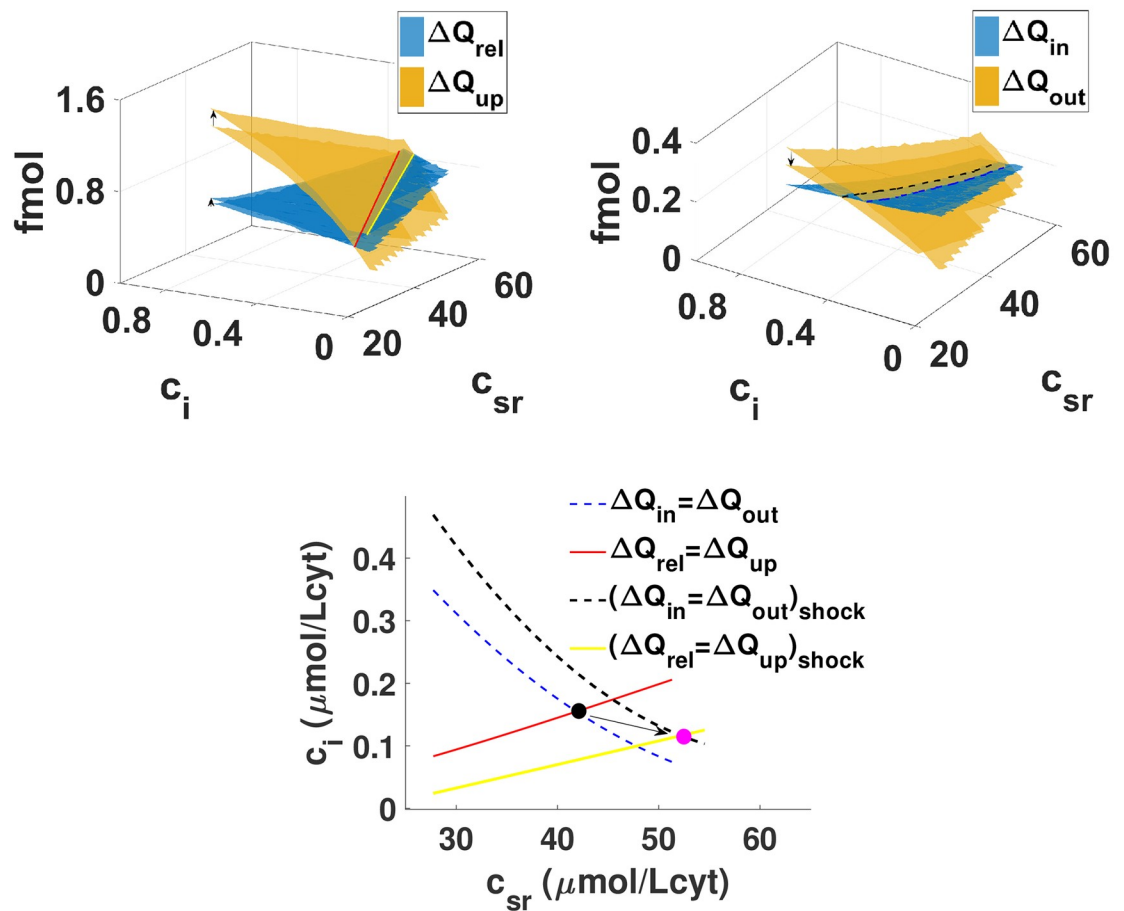 ΔQrel
ΔQup
1.6
0.8
0
fmol
0.8
0.4
0
20
40
60
ci
csr
ΔQin
ΔQout
0.4
0.2
0
fmol
0.8
0.4
0
20
40
60
ci
csr
ΔQin=ΔQout
ΔQrel=ΔQup
(ΔQin=ΔQout)shock
(ΔQrel=ΔQup)shock
0.4
0.3
0.2
0.1
0
ci (μmol/Lcyt)
30 40 50 60
csr (μmol/Lcyt)